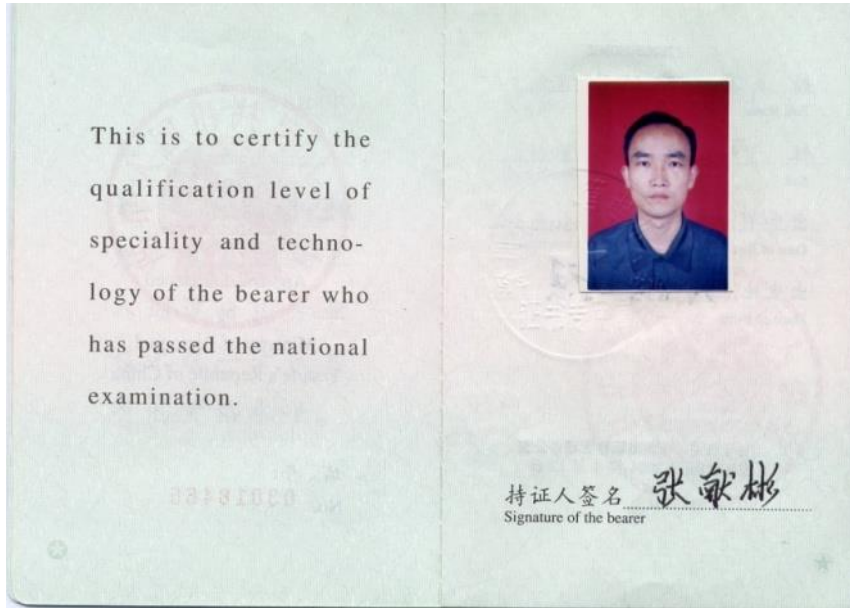 This is to certify the
qualification level of
speciality and techno-
logy of the bearer who
has passed the national
examination.
持证人签名 张献彬
Signature of the bearer